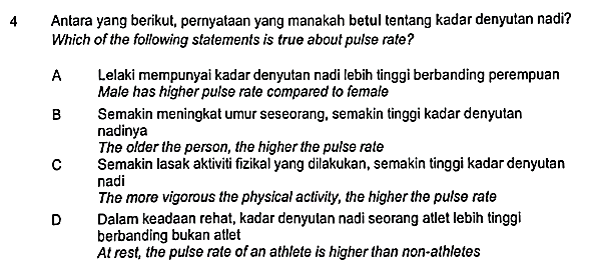 4 Antara yang berikut, pernyataan yang manakah betul tentang kadar denyutan nadi?
Which of the following statements is true about pulse rate?
A Lelaki mempunyai kadar denyutan nadi lebih tinggi berbanding perempuan
Male has higher pulse rate compared to female
B Semakin meningkat umur seseorang, semakin tinggi kadar denyutan
nadinya
The older the person, the higher the pulse rate
C Semakin lasak aktiviti fizikal yang dilakukan, semakin tinggi kadar denyutan
nadi
The more vigorous the physical activity, the higher the pulse rate
D Dalam keadaan rehat, kadar denyutan nadi seorang atlet lebih tinggi
berbanding bukan atlet
At rest, the pulse rate of an athlete is higher than non-athletes